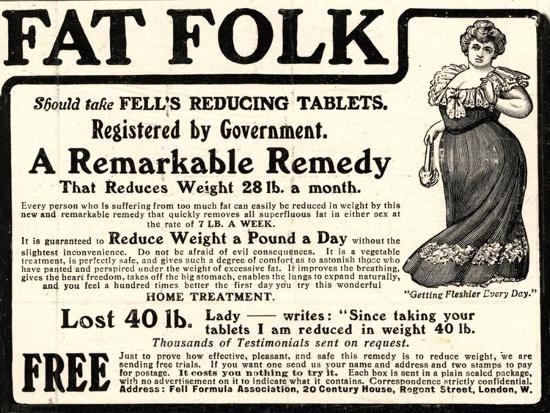 FAT FOLK
Should take FELL'S REDUCING TABLETS.
Registered by Government.
A Remarkable Remedy
That Reduces Weight 28 lb. a month.
Every person who is suffering from too much fat can easily be reduced in weight by this
new and remarkable remedy that quickly removes all superfluous fat in either sex at
the rate of 7 LB. A WEEK.
It is guaranteed to Reduce Weight a Pound a Day without the
slightest inconvenience. Do not be afraid of evil consequences. It is a vegetable
treatment, is perfectly safe, and gives such a degree of comfort as to astonish those who
have panted and perspired under the weight of excessive fat. It improves the breathing,
gives the heart freedom, takes off the big stomach, enables the lungs to expand naturally,
and you feel a hundred times better the first day you try this wonderful
HOME TREATMENT.
"Getting Fleshier Every Day."
Lost 40 lb. Lady —— writes: "Since taking your
tablets I am reduced in weight 40 lb.
Thousands of Testimonials sent on request.
FREE
Just to prove how effective, pleasant, and safe this remedy is to reduce weight, we are
sending free trials. If you want one send us your name and address and two stamps to pay
for postage. It costs you nothing to try it. Each box is sent in a plain sealed package,
with no advertisement on it to indicate what it contains. Correspondence strictly confidential.
Address: Fell Formula Association, 20 Century House, Regent Street, London, W.